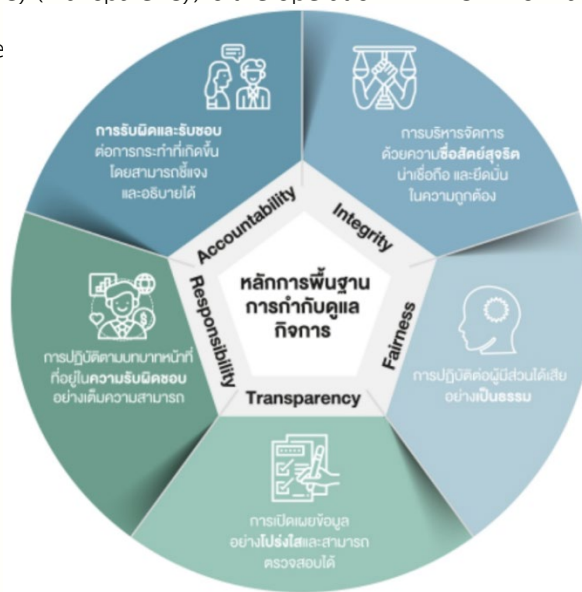 การรับผิดและรับชอบ
ต่อการกระทำที่เกิดขึ้น
โดยสามารถชี้แจง
และอธิบายได้
การบริหารจัดการ
ด้วยความซื่อสัตย์สุจริต
น่าเชื่อถือ และยึดมั่น
ในความถูกต้อง
Accountability
Integrity
หลักการพื้นฐาน
การกำกับดูแล
กิจการ
Responsibility
Fairness
Transparency
การปฏิบัติตามบทบาทหน้าที่
ที่อยู่ในความรับผิดชอบ
อย่างเต็มความสามารถ
การปฏิบัติต่อผู้มีส่วนได้เสีย
อย่างเป็นธรรม
การเปิดเผยข้อมูล
อย่างโปร่งใสและสามารถ
ตรวจสอบได้